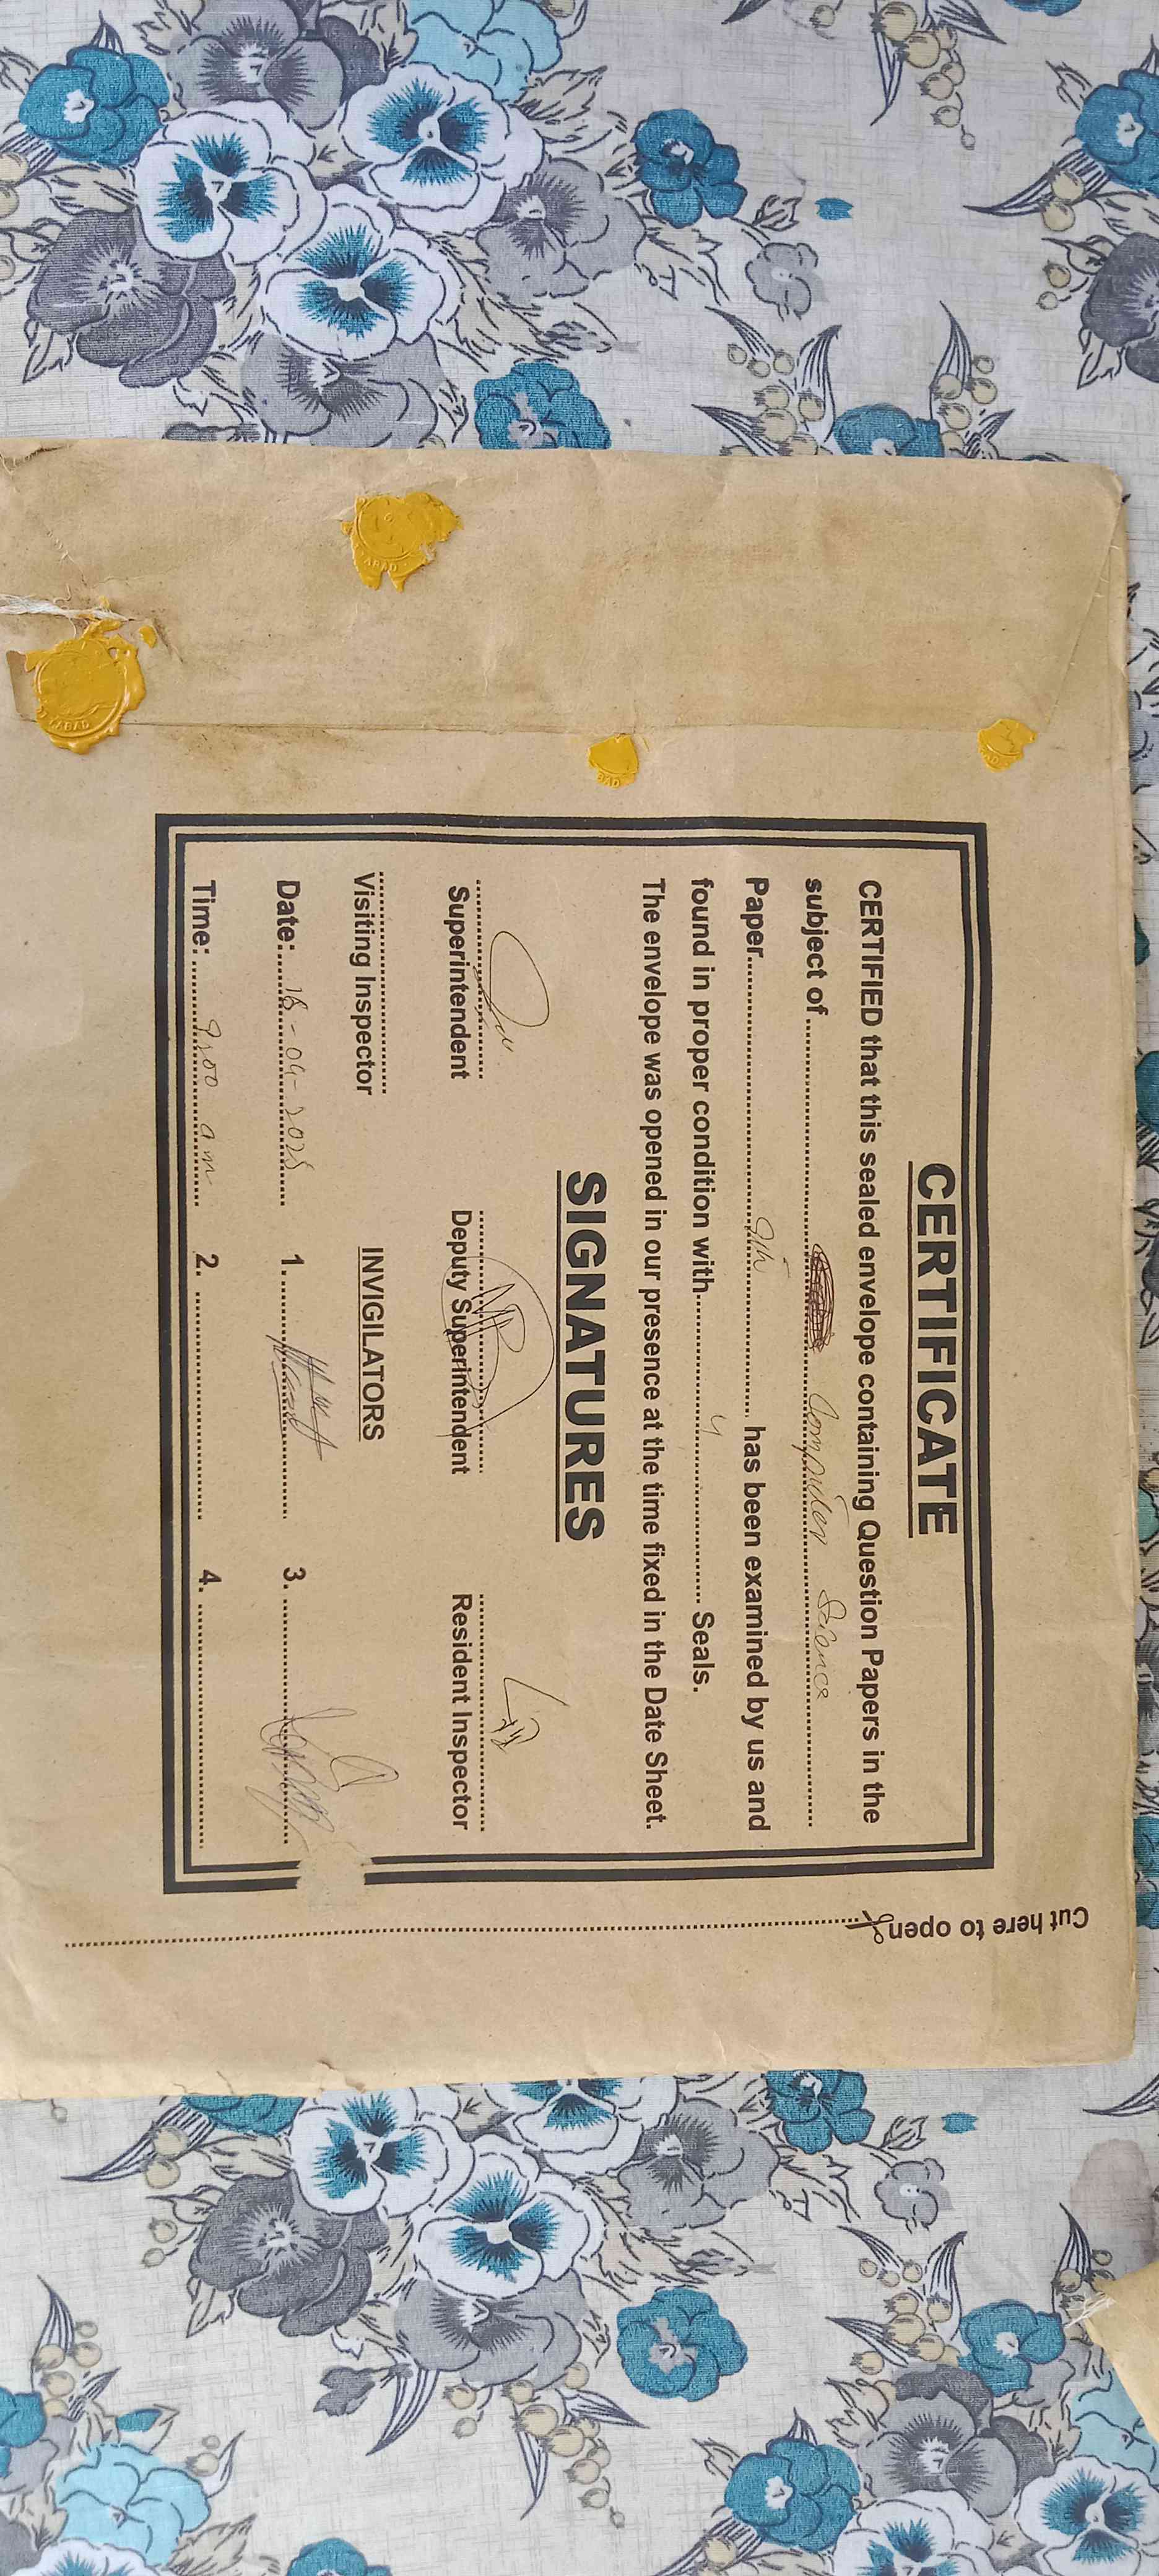 CERTIFICATE
CERTIFIED that this sealed envelope containing Question Papers in the
subject of.............. Computer Science ..............
Paper.............. 9th .............. has been examined by us and
found in proper condition with.............. 4 .............. Seals.
The envelope was opened in our presence at the time fixed in the Date Sheet.
SIGNATURES
Superintendent Deputy Superintendent Resident Inspector
Visiting Inspector INVIGILATORS
Date:.... 18-04-2025 1. .............. 3. ..............
Time:.... 9:00 a.m 2. .............. 4. ..............
Cut here to open
ABAD
ABAD
BAD